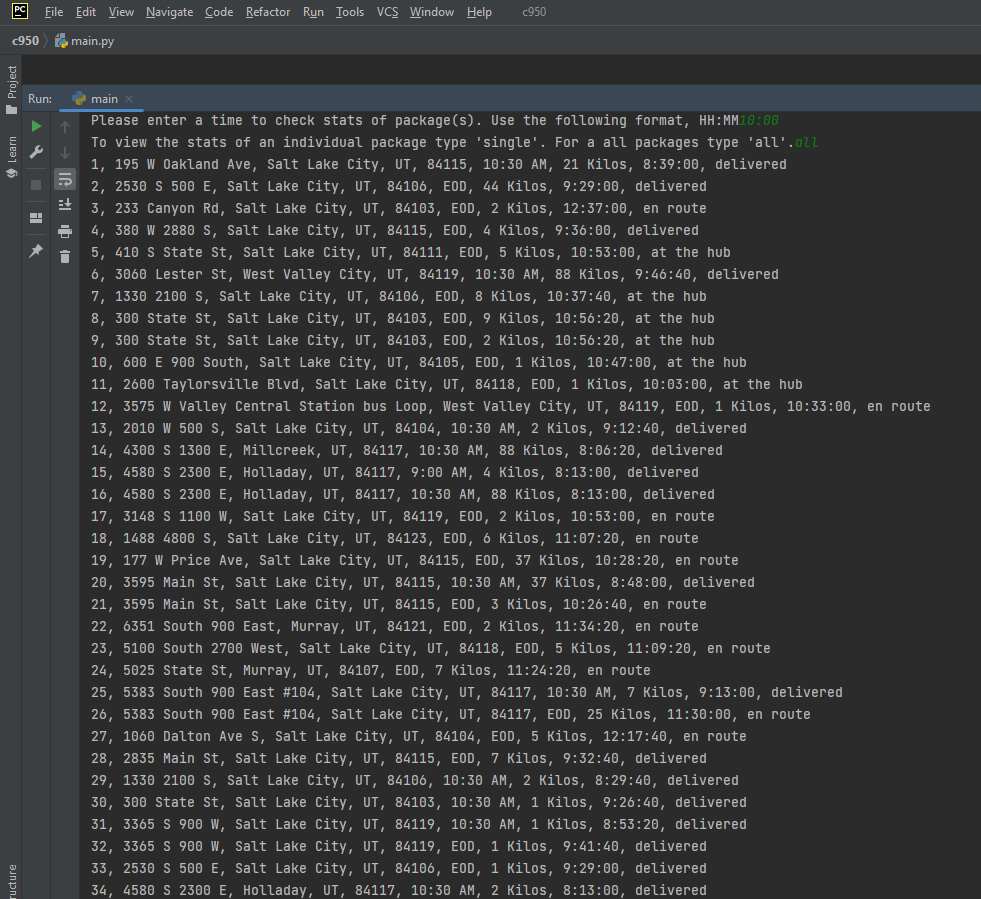 PC File Edit View Navigate Code Refactor Run Tools VCS Window Help c950
c950 main.py
Project
Run: main
Learn
Please enter a time to check stats of package(s). Use the following format, HH:MM10:00
To view the stats of an individual package type 'single'. For a all packages type 'all'.all
1, 195 W Oakland Ave, Salt Lake City, UT, 84115, 10:30 AM, 21 Kilos, 8:39:00, delivered
2, 2530 S 500 E, Salt Lake City, UT, 84106, EOD, 44 Kilos, 9:29:00, delivered
3, 233 Canyon Rd, Salt Lake City, UT, 84103, EOD, 2 Kilos, 12:37:00, en route
4, 380 W 2880 S, Salt Lake City, UT, 84115, EOD, 4 Kilos, 9:36:00, delivered
5, 410 S State St, Salt Lake City, UT, 84111, EOD, 5 Kilos, 10:53:00, at the hub
6, 3060 Lester St, West Valley City, UT, 84119, 10:30 AM, 88 Kilos, 9:46:40, delivered
7, 1330 2100 S, Salt Lake City, UT, 84106, EOD, 8 Kilos, 10:37:40, at the hub
8, 300 State St, Salt Lake City, UT, 84103, EOD, 9 Kilos, 10:56:20, at the hub
9, 300 State St, Salt Lake City, UT, 84103, EOD, 2 Kilos, 10:56:20, at the hub
10, 600 E 900 South, Salt Lake City, UT, 84105, EOD, 1 Kilos, 10:47:00, at the hub
11, 2600 Taylorsville Blvd, Salt Lake City, UT, 84118, EOD, 1 Kilos, 10:03:00, at the hub
12, 3575 W Valley Central Station bus Loop, West Valley City, UT, 84119, EOD, 1 Kilos, 10:33:00, en route
13, 2010 W 500 S, Salt Lake City, UT, 84104, 10:30 AM, 2 Kilos, 9:12:40, delivered
14, 4300 S 1300 E, Millcreek, UT, 84117, 10:30 AM, 88 Kilos, 8:06:20, delivered
15, 4580 S 2300 E, Holladay, UT, 84117, 9:00 AM, 4 Kilos, 8:13:00, delivered
16, 4580 S 2300 E, Holladay, UT, 84117, 10:30 AM, 88 Kilos, 8:13:00, delivered
17, 3148 S 1100 W, Salt Lake City, UT, 84119, EOD, 2 Kilos, 10:53:00, en route
18, 1488 4800 S, Salt Lake City, UT, 84123, EOD, 6 Kilos, 11:07:20, en route
19, 177 W Price Ave, Salt Lake City, UT, 84115, EOD, 37 Kilos, 10:28:20, en route
20, 3595 Main St, Salt Lake City, UT, 84115, 10:30 AM, 37 Kilos, 8:48:00, delivered
21, 3595 Main St, Salt Lake City, UT, 84115, EOD, 3 Kilos, 10:26:40, en route
22, 6351 South 900 East, Murray, UT, 84121, EOD, 2 Kilos, 11:34:20, en route
23, 5100 South 2700 West, Salt Lake City, UT, 84118, EOD, 5 Kilos, 11:09:20, en route
24, 5025 State St, Murray, UT, 84107, EOD, 7 Kilos, 11:24:20, en route
25, 5383 South 900 East #104, Salt Lake City, UT, 84117, 10:30 AM, 7 Kilos, 9:13:00, delivered
26, 5383 South 900 East #104, Salt Lake City, UT, 84117, EOD, 25 Kilos, 11:30:00, en route
27, 1060 Dalton Ave S, Salt Lake City, UT, 84104, EOD, 5 Kilos, 12:17:40, en route
28, 2835 Main St, Salt Lake City, UT, 84115, EOD, 7 Kilos, 9:32:40, delivered
29, 1330 2100 S, Salt Lake City, UT, 84106, 10:30 AM, 2 Kilos, 8:29:40, delivered
30, 300 State St, Salt Lake City, UT, 84103, 10:30 AM, 1 Kilos, 9:26:40, delivered
31, 3365 S 900 W, Salt Lake City, UT, 84119, 10:30 AM, 1 Kilos, 8:53:20, delivered
32, 3365 S 900 W, Salt Lake City, UT, 84119, EOD, 1 Kilos, 9:41:40, delivered
33, 2530 S 500 E, Salt Lake City, UT, 84106, EOD, 1 Kilos, 9:29:00, delivered
34, 4580 S 2300 E, Holladay, UT, 84117, 10:30 AM, 2 Kilos, 8:13:00, delivered
ucture